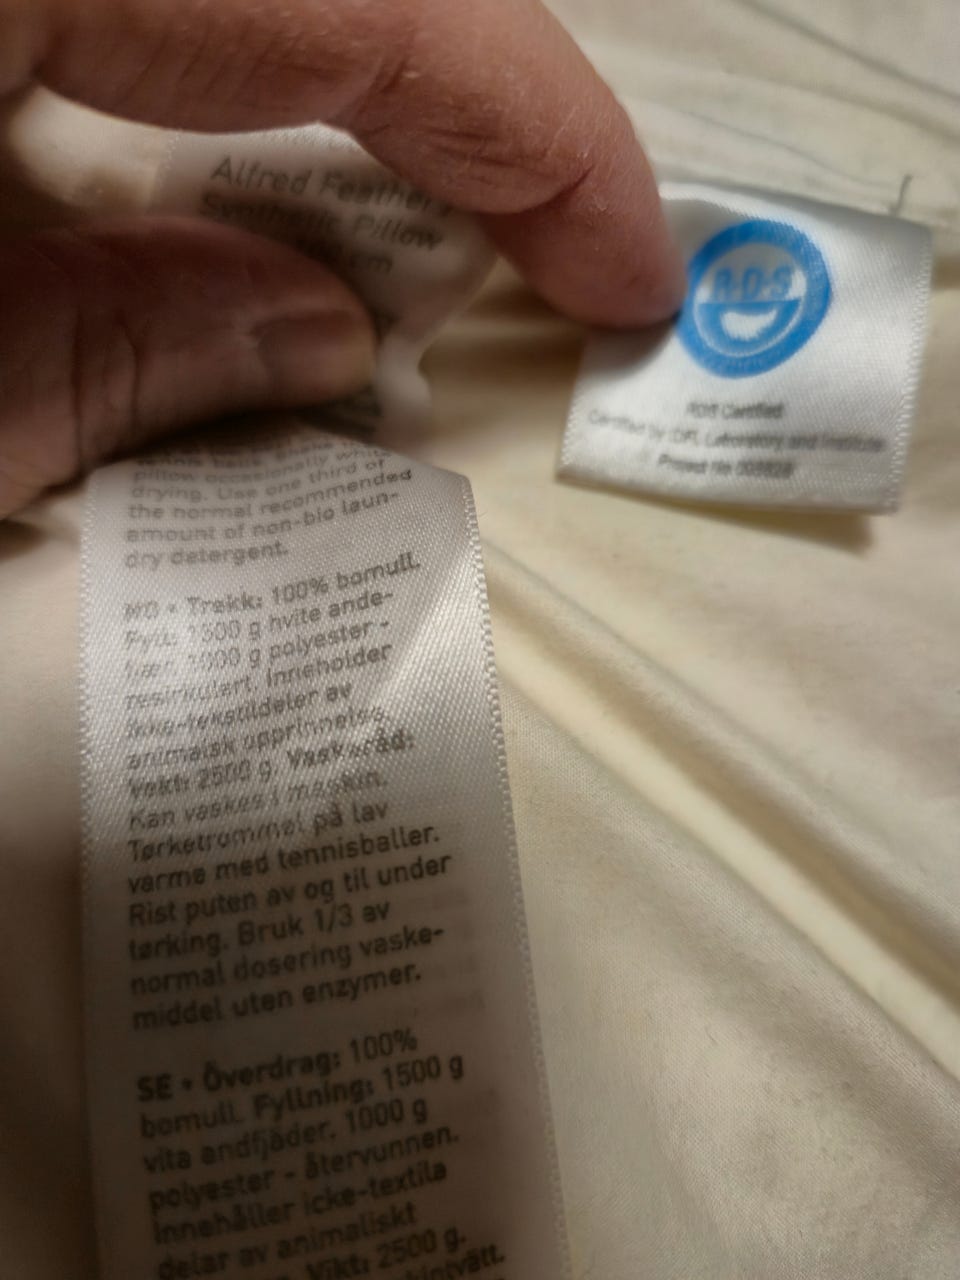 Alfred Feather/
Synthetic Pillow
cm
R·D·S
RDS Certified
Certified by IDFL Laboratory and Institute
pillow occasionally while
drying. Use one third of
the normal recommended
amount of non-bio laun-
dry detergent.
NO • Trekk: 100% bomull.
Fyll: 1500 g hvite ande-
fjær, 1000 g polyester -
resirkulert. Inneholder
ikke-tekstildeler av
animalsk opprinnelse.
Vekt: 2500 g. Vaskeråd:
Kan vaskes i maskin.
Tørketrommel på lav
varme med tennisballer.
Rist puten av og til under
tørking. Bruk 1/3 av
normal dosering vaske-
middel uten enzymer.
SE • Överdrag: 100%
bomull. Fyllning: 1500 g
vita andfjäder, 1000 g
polyester - återvunnen.
Innehåller icke-textila
delar av animaliskt
Vikt: 2500 g.